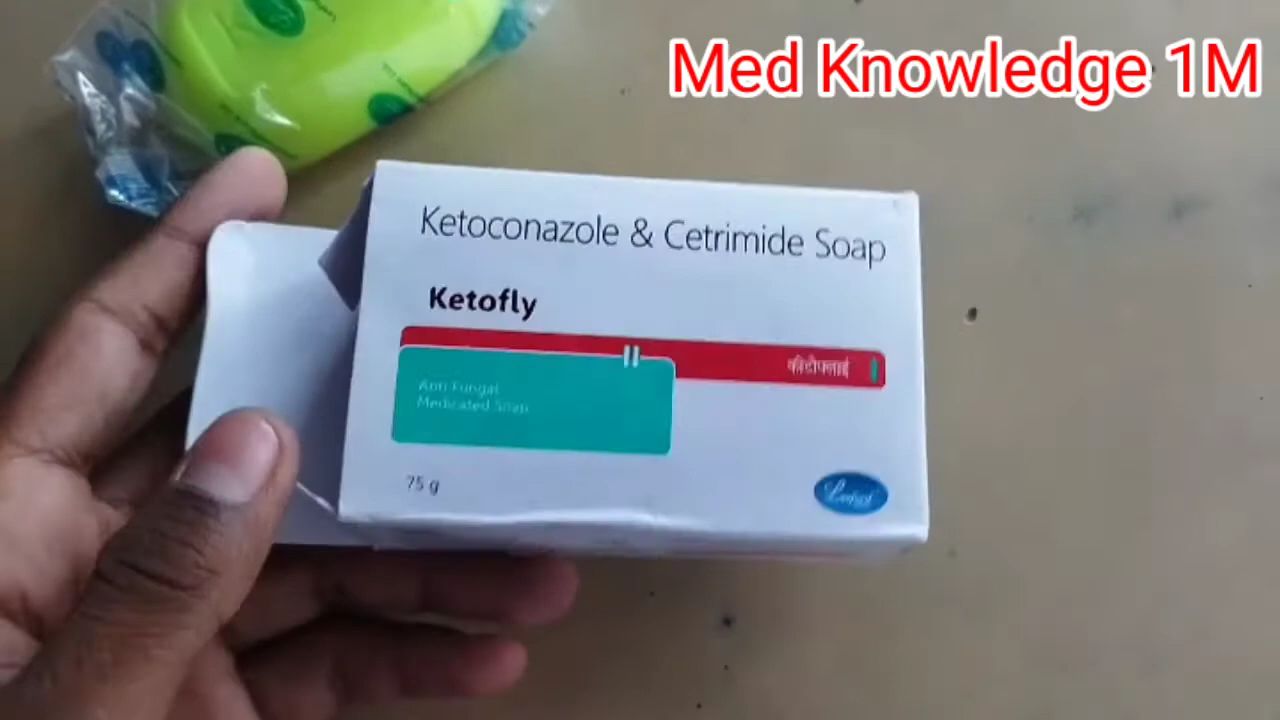 Med Knowledge 1M
Ketoconazole & Cetrimide Soap
Ketofly
कीटोफ्लाई
Anti Fungal
Medicated Soap
75 g